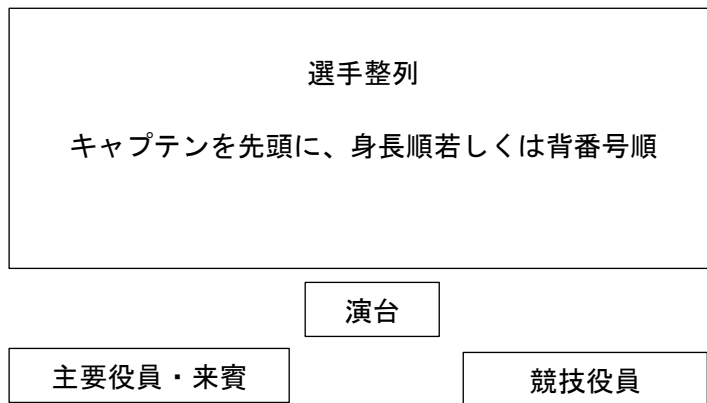 選手整列
キャプテンを先頭に、身長順若しくは背番号順
演台
主要役員・来賓
競技役員